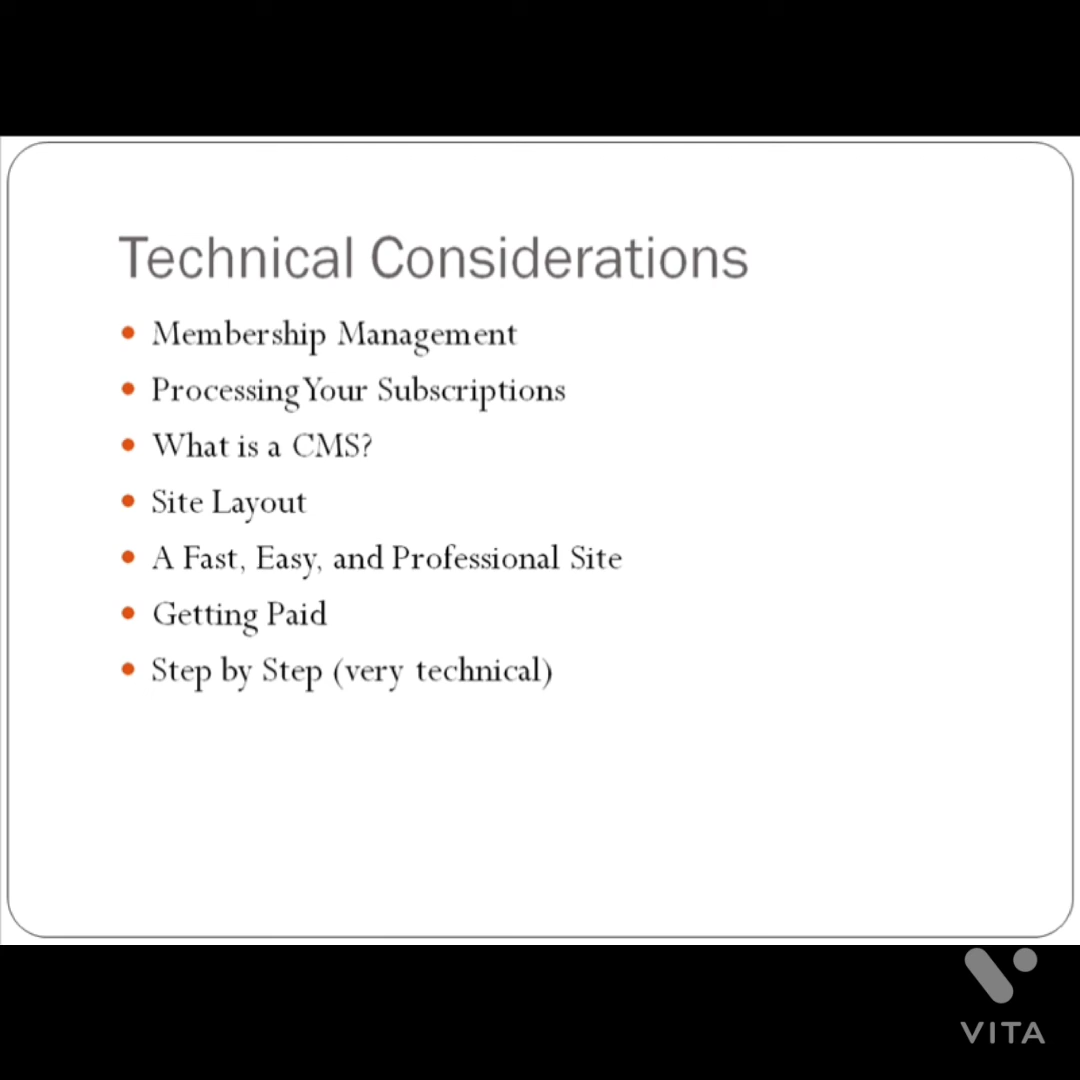 Technical Considerations
Membership Management
Processing Your Subscriptions
What is a CMS?
Site Layout
A Fast, Easy, and Professional Site
Getting Paid
Step by Step (very technical)
VITA